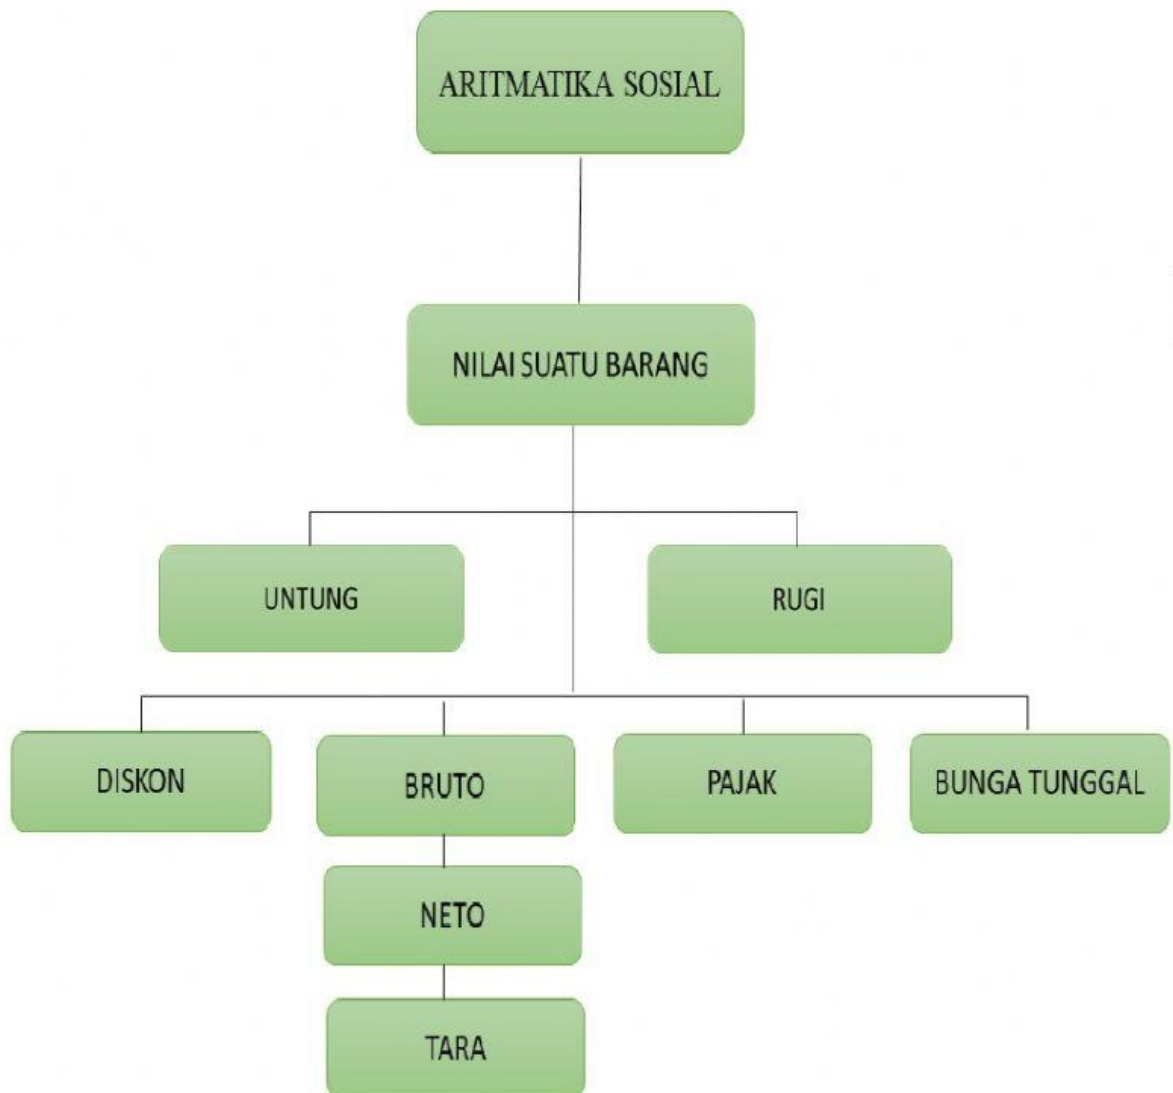 ARITMATIKA SOSIAL
NILAI SUATU BARANG
UNTUNG
RUGI
DISKON
BRUTO
PAJAK
BUNGA TUNGGAL
NETO
TARA